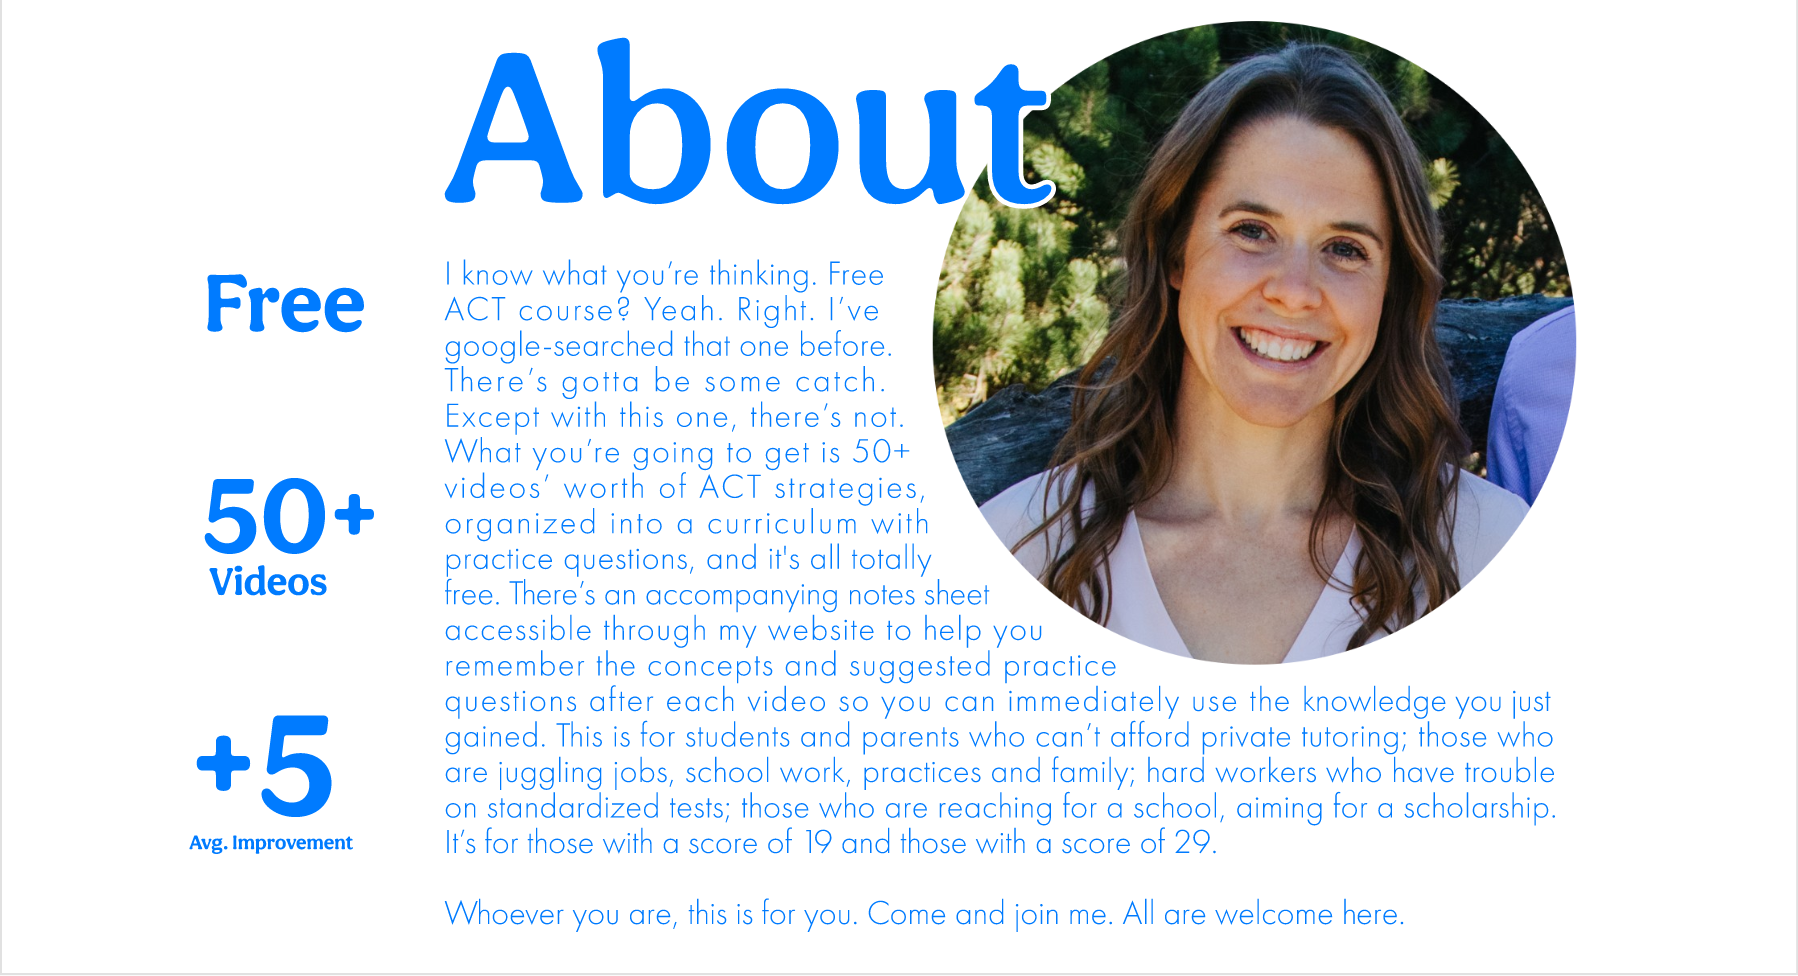 About
Free
50+
Videos
+5
Avg. Improvement
I know what you’re thinking. Free
ACT course? Yeah. Right. I’ve
google-searched that one before.
There’s gotta be some catch.
Except with this one, there’s not.
What you’re going to get is 50+
videos’ worth of ACT strategies,
organized into a curriculum with
practice questions, and it's all totally
free. There’s an accompanying notes sheet
accessible through my website to help you
remember the concepts and suggested practice
questions after each video so you can immediately use the knowledge you just
gained. This is for students and parents who can’t afford private tutoring; those who
are juggling jobs, school work, practices and family; hard workers who have trouble
on standardized tests; those who are reaching for a school, aiming for a scholarship.
It’s for those with a score of 19 and those with a score of 29.
Whoever you are, this is for you. Come and join me. All are welcome here.